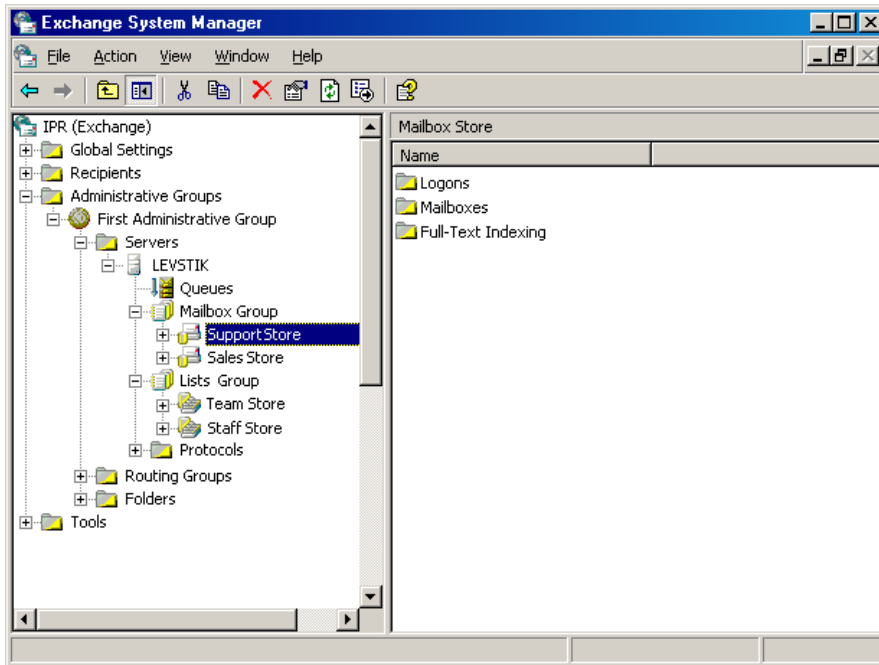 Exchange System Manager
File Action View Window Help
IPR (Exchange)
Global Settings
Recipients
Administrative Groups
First Administrative Group
Servers
LEVSTIK
Queues
Mailbox Group
SupportStore
Sales Store
Lists Group
Team Store
Staff Store
Protocols
Routing Groups
Folders
Tools
Mailbox Store
Name
Logons
Mailboxes
Full-Text Indexing